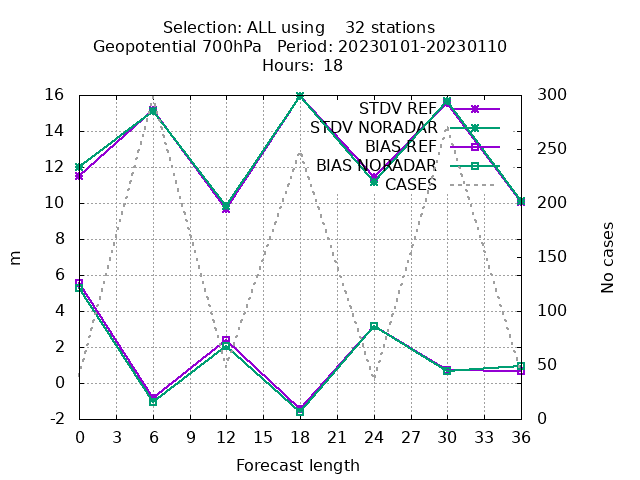 Selection: ALL using    32 stations
Geopotential 700hPa   Period: 20230101-20230110
Hours: 18
STDV REF
STDV NORADAR
BIAS REF
BIAS NORADAR
CASES
16
14
12
10
8
6
4
2
0
-2
m
300
250
200
150
100
50
0
No cases
0 3 6 9 12 15 18 21 24 27 30 33 36
Forecast length